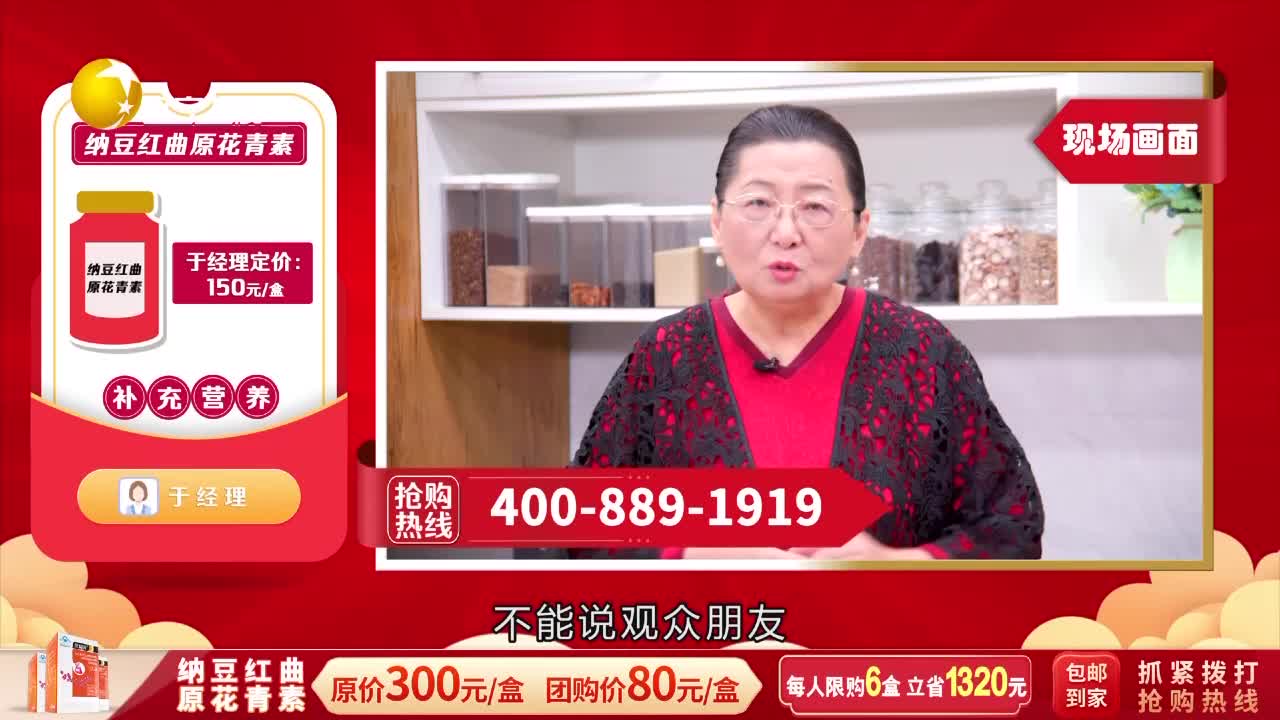 纳豆红曲原花青素
纳豆红曲
原花青素
于经理定价：
150元/盒
补充营养
于经理
现场画面
抢购
热线
400-889-1919
不能说观众朋友
纳豆红曲
原花青素
原价300元/盒 团购价80元/盒
每人限购6盒 立省1320元
包邮
到家
抓紧拨打
抢购热线